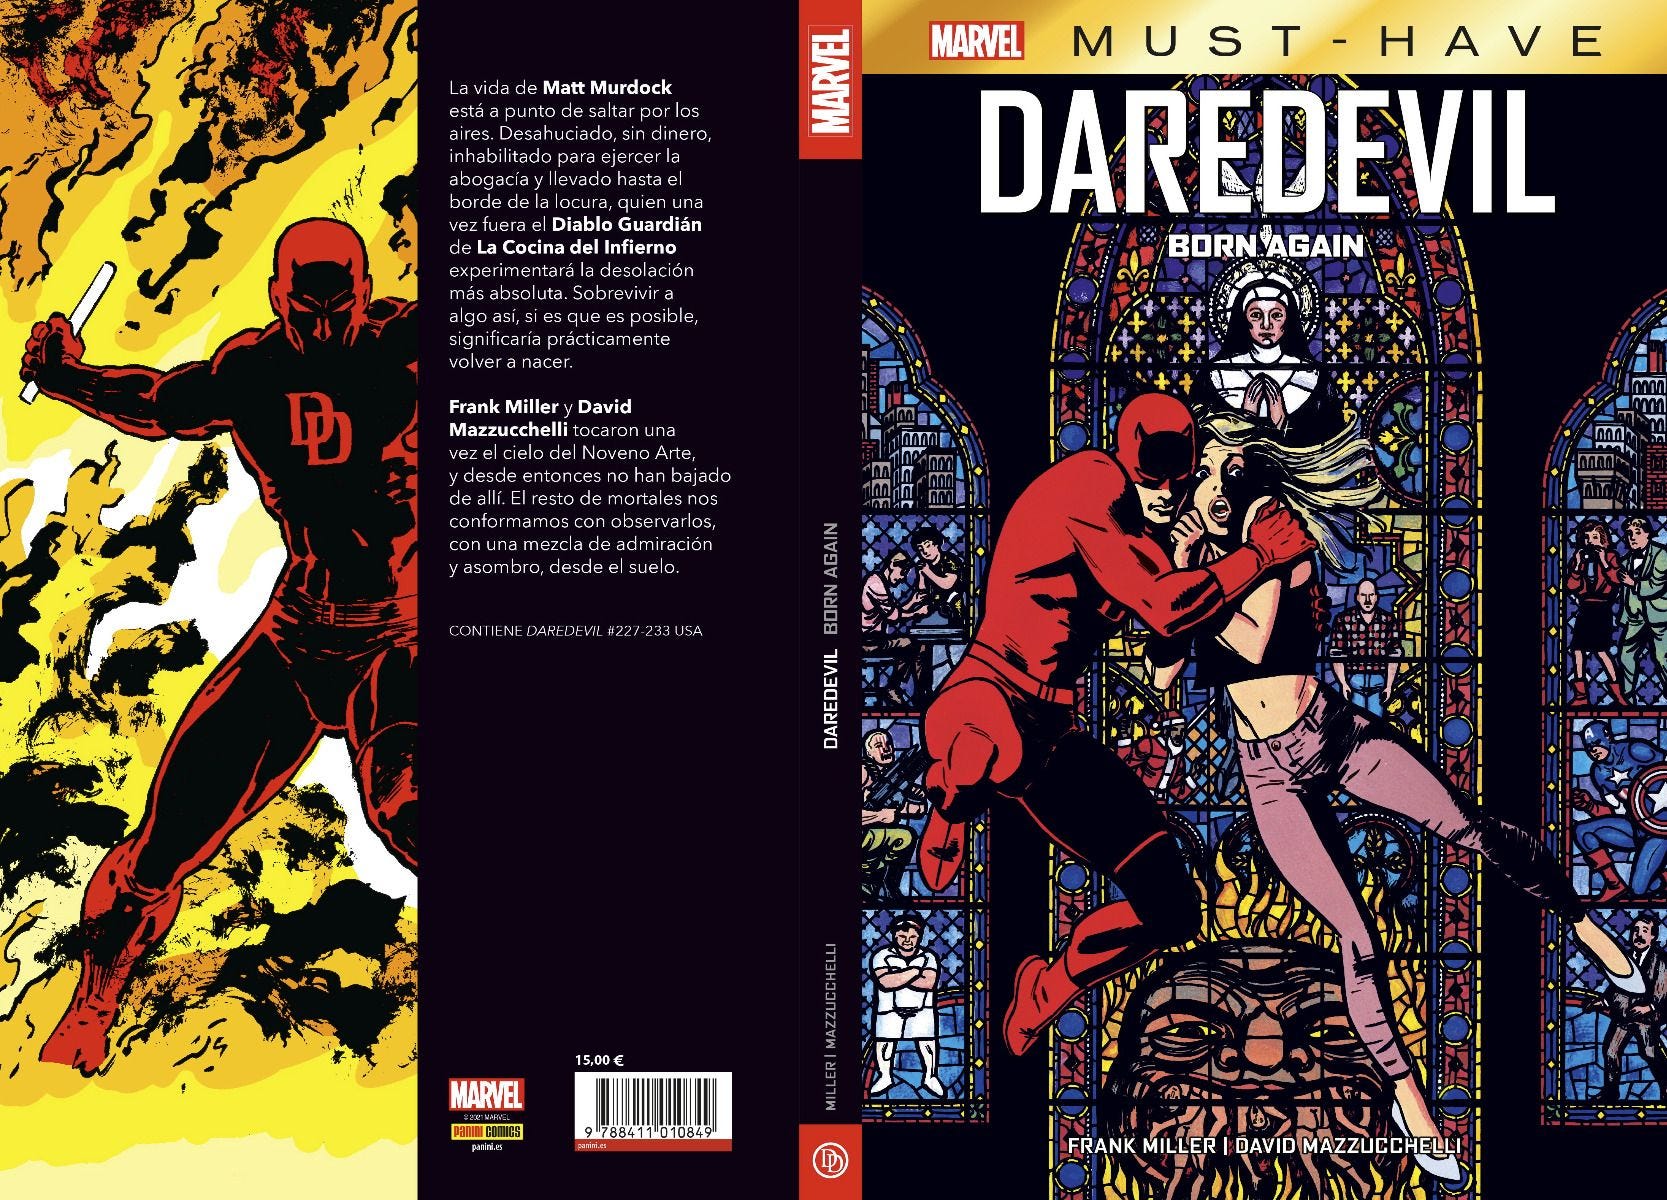 La vida de Matt Murdock
está a punto de saltar por los
aires. Desahuciado, sin dinero,
inhabilitado para ejercer la
abogacía y llevado hasta el
borde de la locura, quien una
vez fuera el Diablo Guardián
de La Cocina del Infierno
experimentará la desolación
más absoluta. Sobrevivir a
algo así, si es que es posible,
significaría prácticamente
volver a nacer.
Frank Miller y David
Mazzucchelli tocaron una
vez el cielo del Noveno Arte,
y desde entonces no han bajado
de allí. El resto de mortales nos
conformamos con observarlos,
con una mezcla de admiración
y asombro, desde el suelo.
CONTIENE DAREDEVIL #227-233 USA
15,00 €
MARVEL
© 2021 MARVEL
PANINI COMICS
panini.es
9 788411 010849
panini.es
DD
MARVEL
DAREDEVIL BORN AGAIN
MILLER | MAZZUCCHELLI
DD
MARVEL MUST-HAVE
DAREDEVIL
BORN AGAIN
FRANK MILLER | DAVID MAZZUCCHELLI